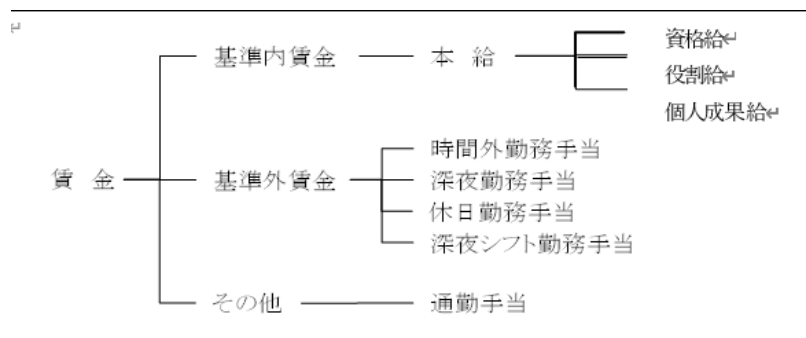 資格給
基準内賃金 本給
役割給
個人成果給
時間外勤務手当
賃金 基準外賃金 深夜勤務手当
休日勤務手当
深夜シフト勤務手当
その他 通勤手当